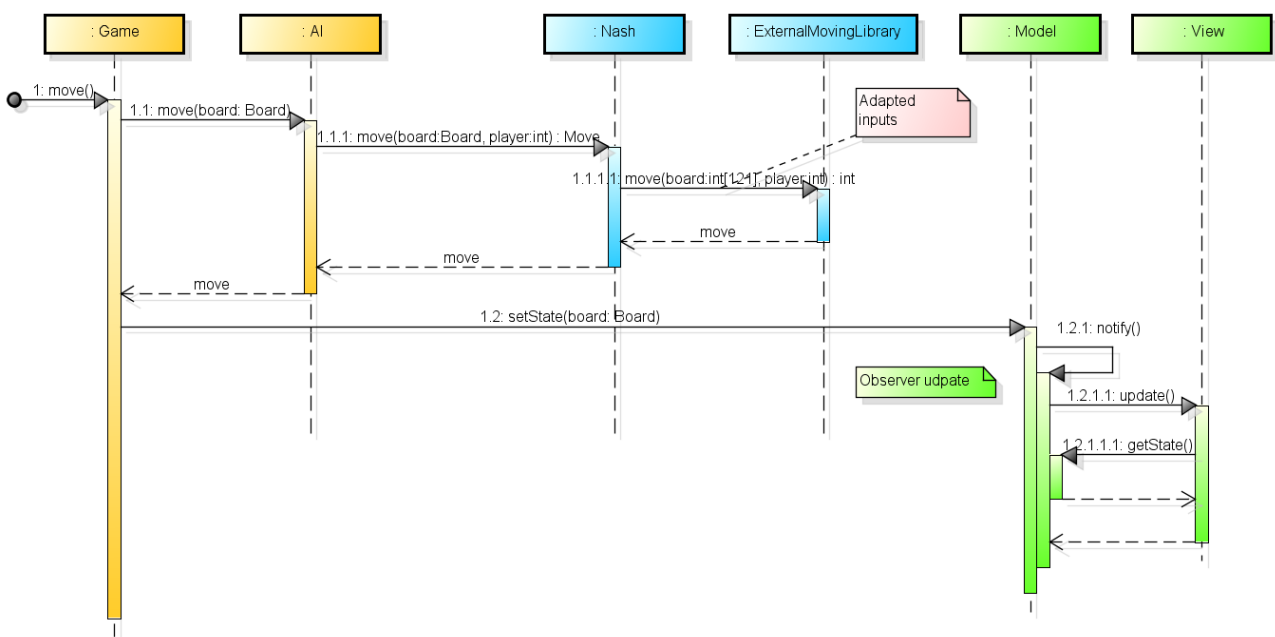 : Game
: AI
: Nash
: ExternalMovingLibrary
: Model
: View
1: move()
1.1: move(board: Board)
Adapted
inputs
1.1.1: move(board:Board, player:int) : Move
1.1.1.1: move(board:int[121], player:int) : int
move
move
move
1.2: setState(board: Board)
1.2.1: notify()
Observer udpate
1.2.1.1: update()
1.2.1.1.1: getState()